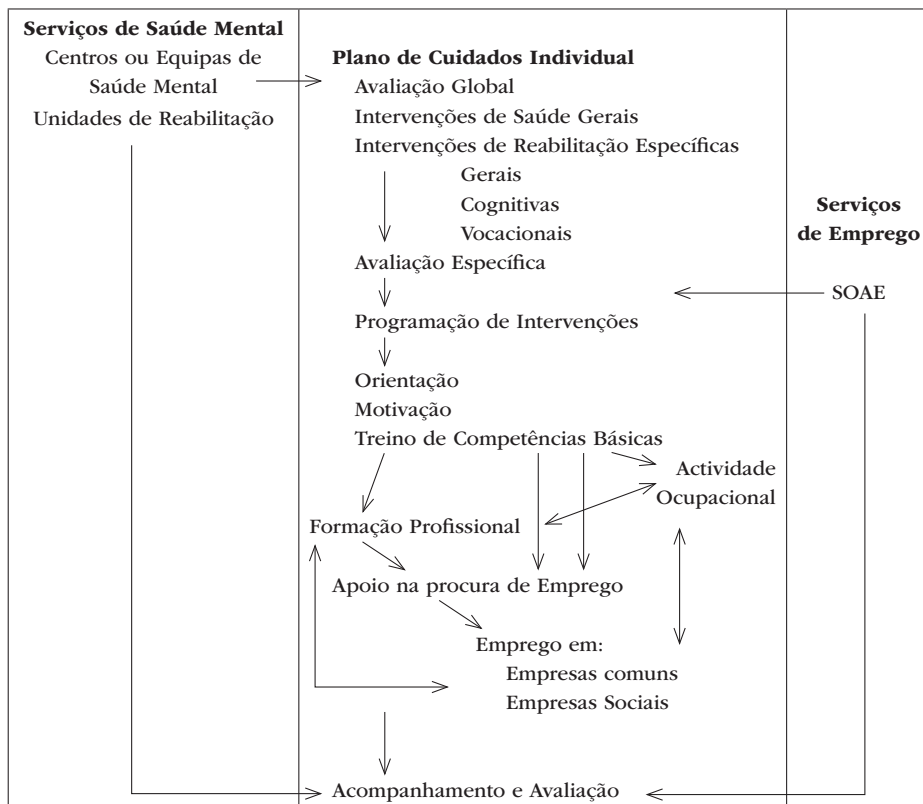 Serviços de Saúde Mental
Centros ou Equipas de
Saúde Mental
Unidades de Reabilitação
Plano de Cuidados Individual
Avaliação Global
Intervenções de Saúde Gerais
Intervenções de Reabilitação Específicas
Gerais
Cognitivas
Vocacionais
Avaliação Específica
Programação de Intervenções
Orientação
Motivação
Treino de Competências Básicas
Actividade
Ocupacional
Formação Profissional
Apoio na procura de Emprego
Emprego em:
Empresas comuns
Empresas Sociais
Acompanhamento e Avaliação
Serviços
de Emprego
SOAE